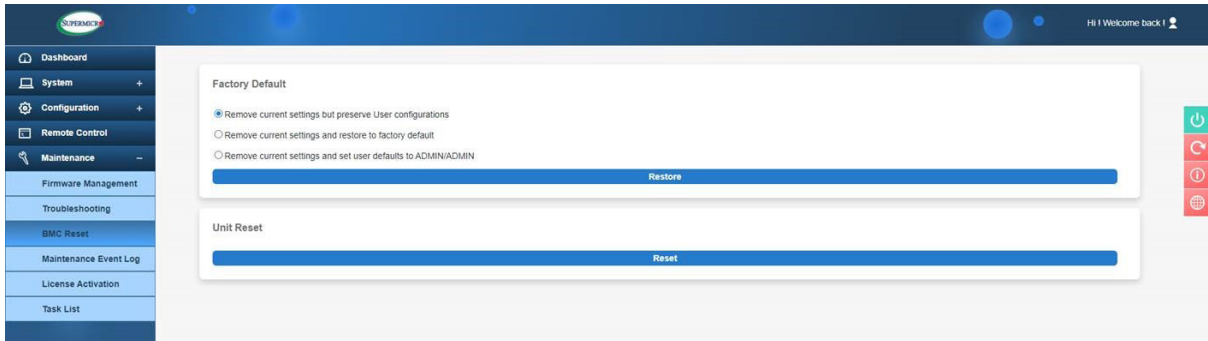 SUPERMICR
Hi ! Welcome back !
Dashboard
System +
Configuration +
Remote Control
Maintenance –
Firmware Management
Troubleshooting
BMC Reset
Maintenance Event Log
License Activation
Task List
Factory Default
Remove current settings but preserve User configurations
Remove current settings and restore to factory default
Remove current settings and set user defaults to ADMIN/ADMIN
Restore
Unit Reset
Reset